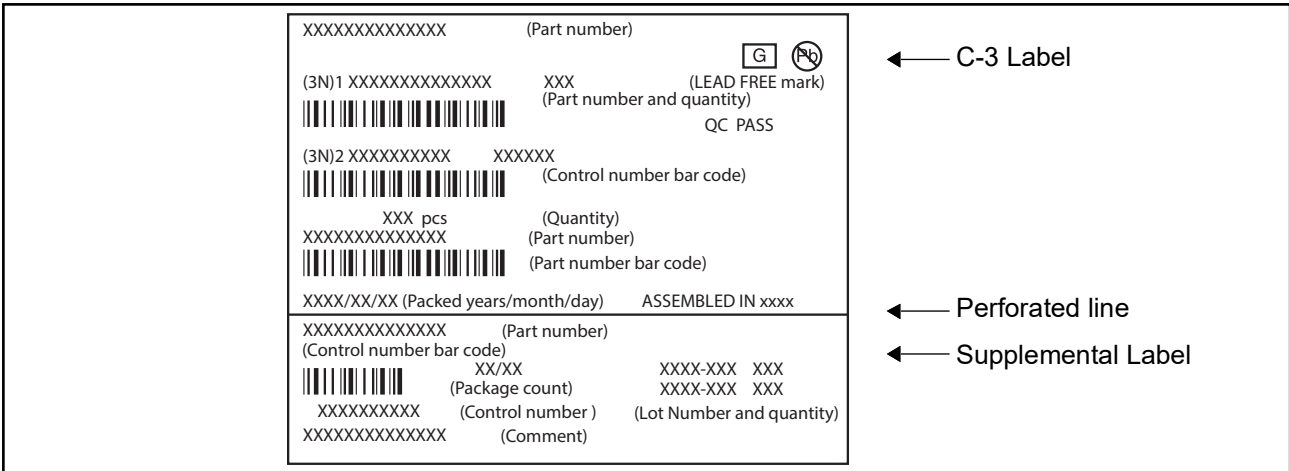 XXXXXXXXXXXXXX (Part number)
G Pb
C-3 Label
(3N)1 XXXXXXXXXXXXXX XXX (LEAD FREE mark)
(Part number and quantity)
QC PASS
(3N)2 XXXXXXXXXX XXXXXX
(Control number bar code)
XXX pcs (Quantity)
XXXXXXXXXXXXXX (Part number)
(Part number bar code)
XXXX/XX/XX (Packed years/month/day) ASSEMBLED IN xxxx
Perforated line
XXXXXXXXXXXXXX (Part number)
(Control number bar code)
Supplemental Label
XX/XX XXXX-XXX XXX
(Package count) XXXX-XXX XXX
XXXXXXXXXX (Control number ) (Lot Number and quantity)
XXXXXXXXXXXXXX (Comment)